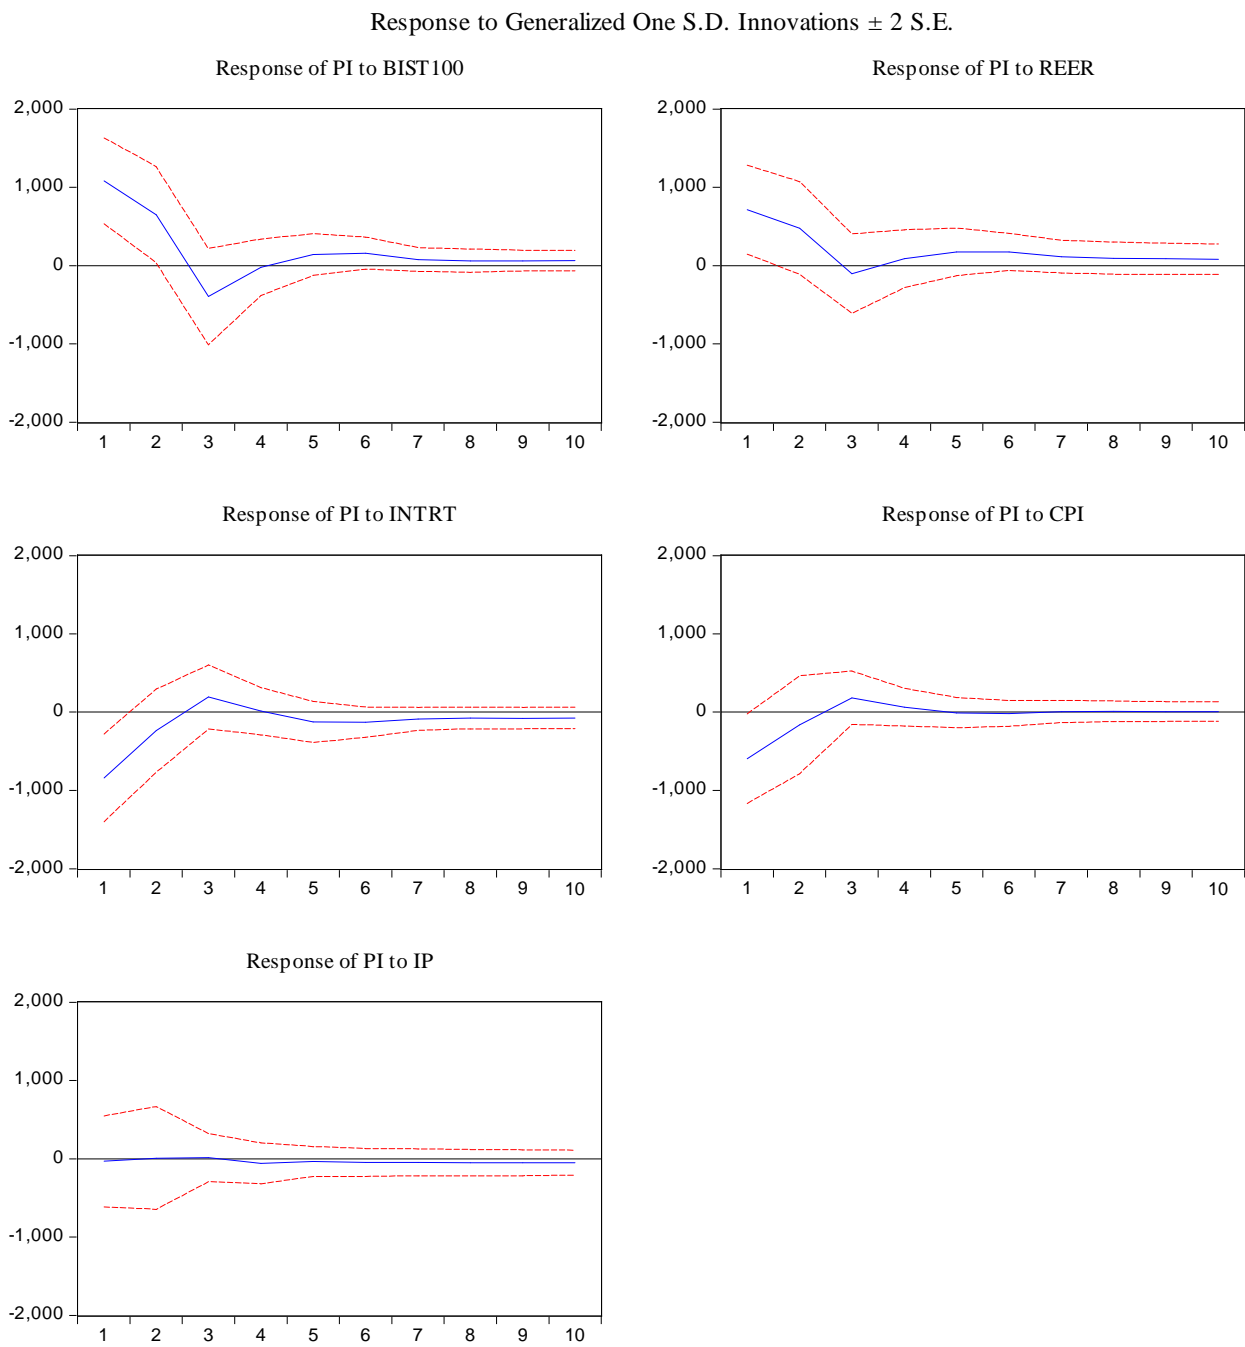 Response to Generalized One S.D. Innovations ± 2 S.E.
Response of PI to BIST100
2,000
1,000
0
-1,000
-2,000
1 2 3 4 5 6 7 8 9 10
Response of PI to REER
2,000
1,000
0
-1,000
-2,000
1 2 3 4 5 6 7 8 9 10
Response of PI to INTRT
2,000
1,000
0
-1,000
-2,000
1 2 3 4 5 6 7 8 9 10
Response of PI to CPI
2,000
1,000
0
-1,000
-2,000
1 2 3 4 5 6 7 8 9 10
Response of PI to IP
2,000
1,000
0
-1,000
-2,000
1 2 3 4 5 6 7 8 9 10